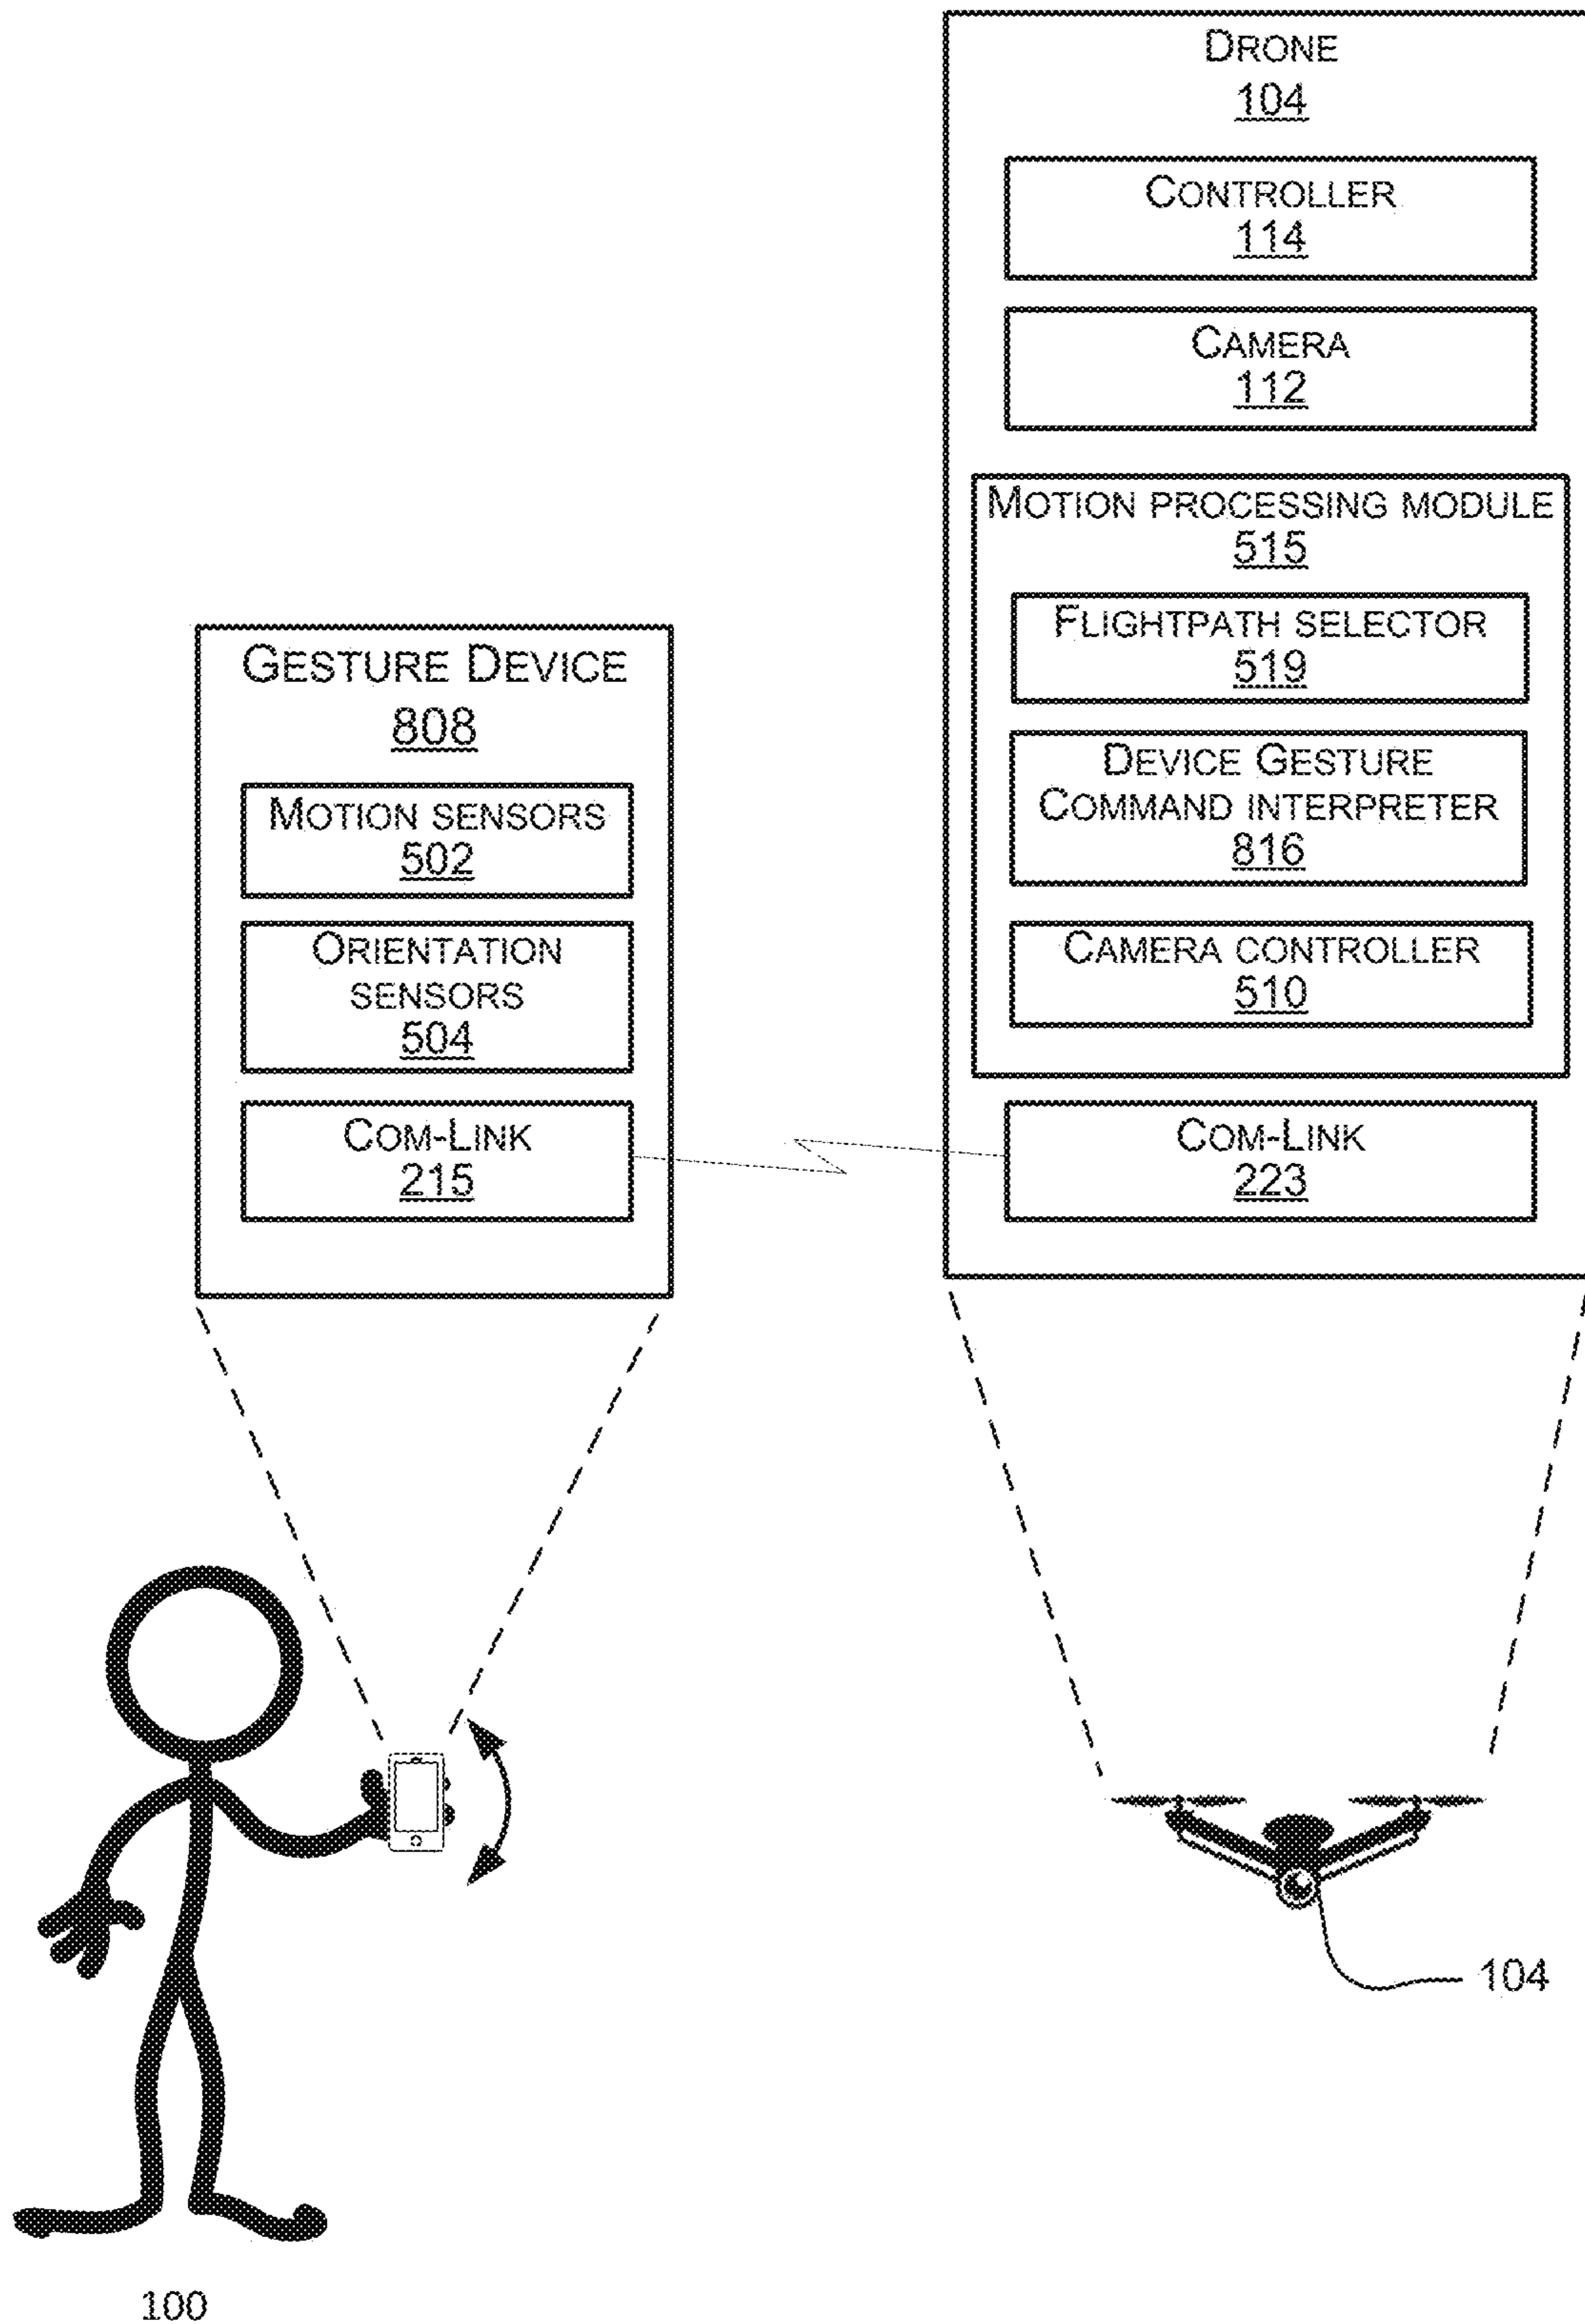 DRONE
104
CONTROLLER
114
CAMERA
112
MOTION PROCESSING MODULE
515
FLIGHTPATH SELECTOR
519
DEVICE GESTURE
COMMAND INTERPRETER
816
CAMERA CONTROLLER
510
COM-LINK
223
GESTURE DEVICE
808
MOTION SENSORS
502
ORIENTATION
SENSORS
504
COM-LINK
215
104
100